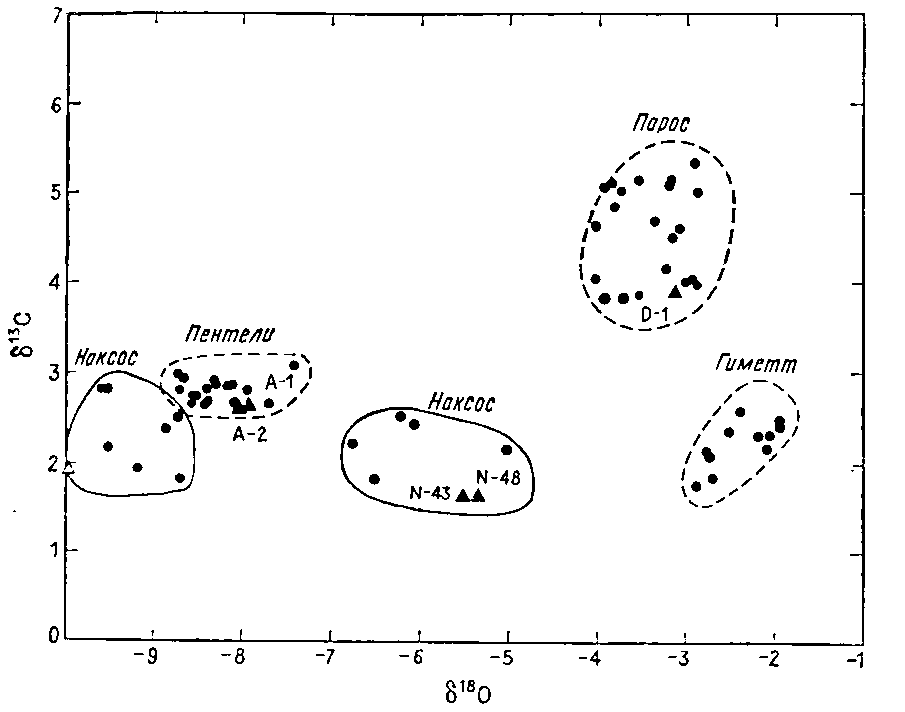 7
6
5
4
3
2
1
0
δ¹³C
Парос
D-1
Пентели
Наксос
A-1
A-2
Гиметт
Наксос
N-48
N-43
-9 -8 -7 -6 -5 -4 -3 -2 -1
δ¹⁸O